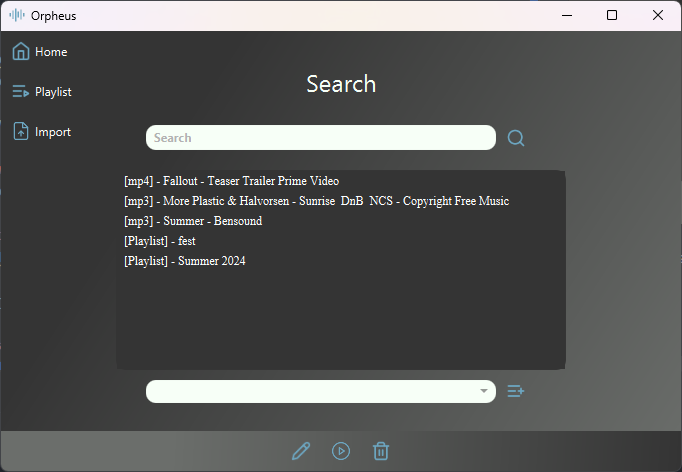 Orpheus
Home
Playlist
Import
Search
Search
[mp4] - Fallout - Teaser Trailer Prime Video
[mp3] - More Plastic & Halvorsen - Sunrise  DnB  NCS - Copyright Free Music
[mp3] - Summer - Bensound
[Playlist] - fest
[Playlist] - Summer 2024